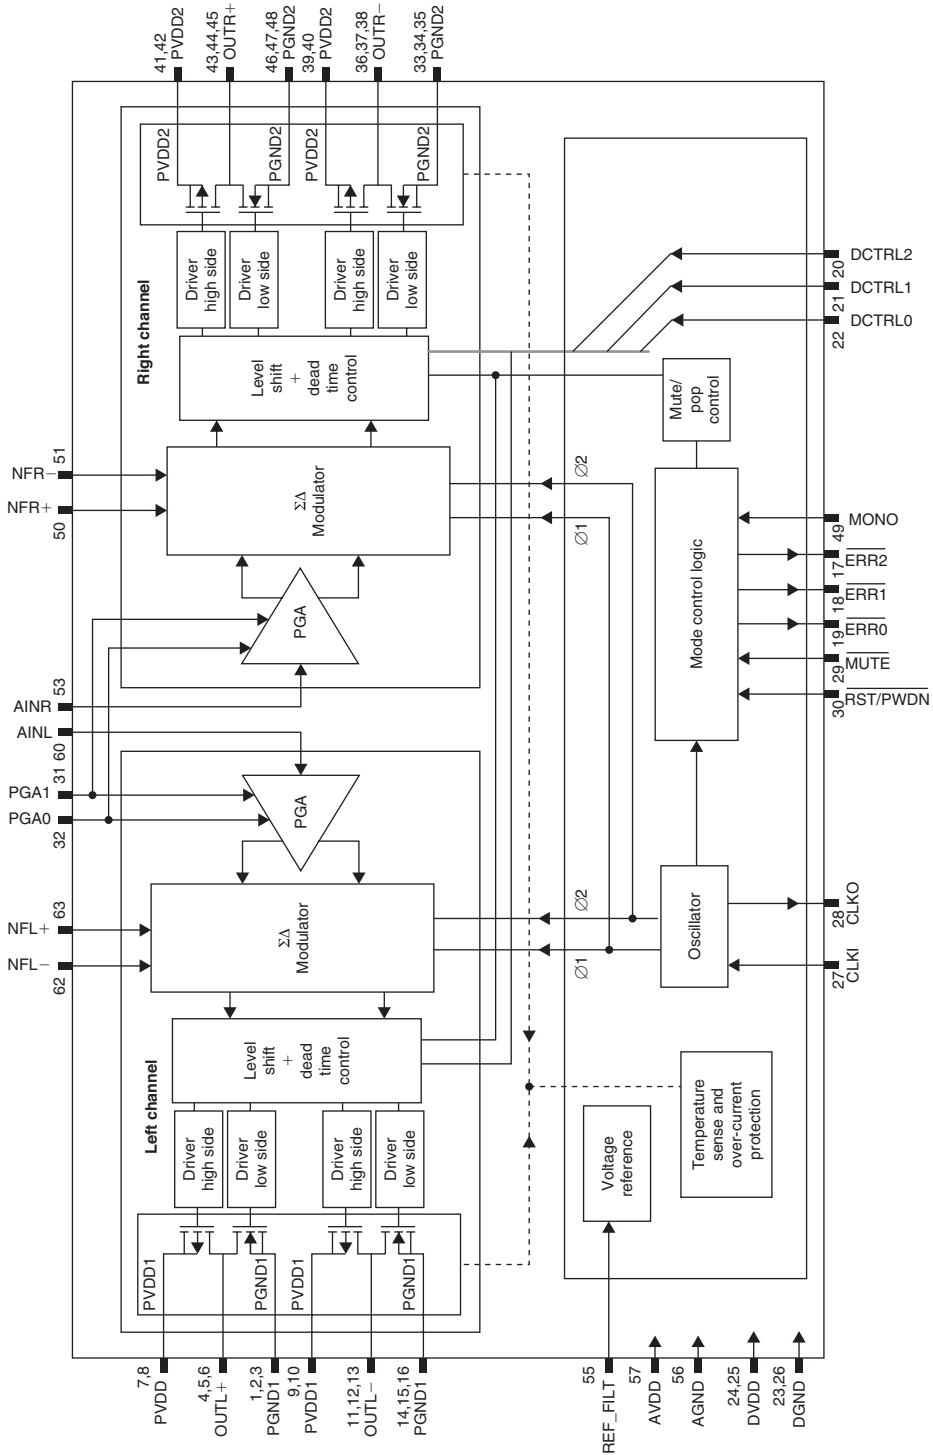 41,42
PVDD2
43,44,45
OUTR+
46,47,48
PGND2
39,40
PVDD2
36,37,38
OUTR−
33,34,35
PGND2
PVDD2
PGND2
PVDD2
PGND2
Driver
high side
Driver
low side
Driver
high side
Driver
low side
Right channel
Level
shift
+
dead
time
control
DCTRL2
20
DCTRL1
21
DCTRL0
22
Mute/
pop
control
NFR−
51
NFR+
50
ΣΔ
Modulator
∅2
∅1
PGA
Mode control logic
MONO
49
ERR2
17
ERR1
18
ERR0
19
MUTE
29
RST/PWDN
30
AINR
53
AINL
60
PGA1
31
PGA0
32
PGA
NFL+
63
NFL−
62
ΣΔ
Modulator
∅2
∅1
Oscillator
28
CLKO
27
CLKI
Left channel
Level
shift
+
dead
time
control
Driver
high side
Driver
low side
Driver
high side
Driver
low side
Voltage
reference
Temperature
sense and
over-current
protection
PVDD1
PGND1
PVDD1
PGND1
7,8
PVDD
4,5,6
OUTL+
1,2,3
PGND1
9,10
PVDD1
11,12,13
OUTL−
14,15,16
PGND1
55
REF_FILT
57
AVDD
56
AGND
24,25
DVDD
23,26
DGND